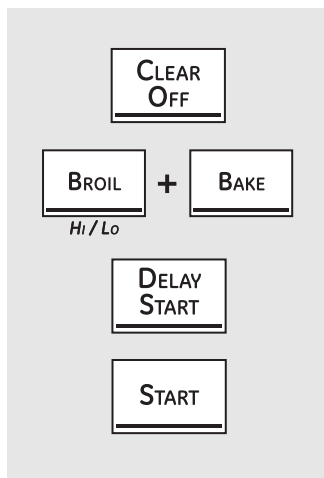 CLEAR
OFF
BROIL + BAKE
HI / LO
DELAY
START
START